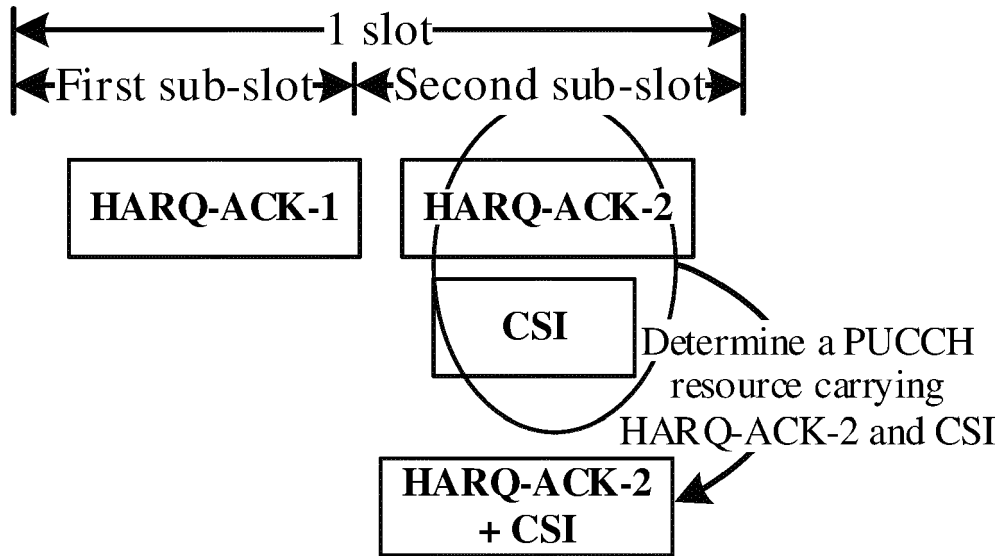 1 slot
First sub-slot
Second sub-slot
HARQ-ACK-1
HARQ-ACK-2
CSI
Determine a PUCCH
resource carrying
HARQ-ACK-2 and CSI
HARQ-ACK-2
+ CSI